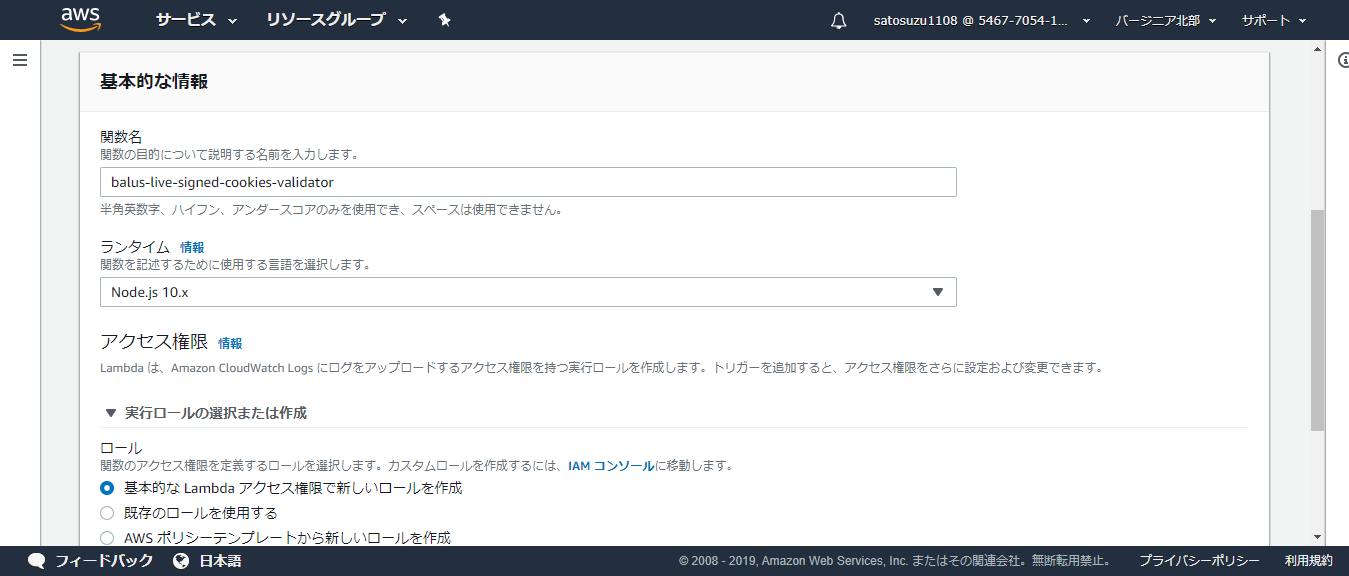 aws サービス リソースグループ satosuzu1108 @ 5467-7054-1... バージニア北部 サポート
基本的な情報
関数名
関数の目的について説明する名前を入力します。
balus-live-signed-cookies-validator
半角英数字、ハイフン、アンダースコアのみを使用でき、スペースは使用できません。
ランタイム 情報
関数を記述するために使用する言語を選択します。
Node.js 10.x
アクセス権限 情報
Lambda は、Amazon CloudWatch Logs にログをアップロードするアクセス権限を持つ実行ロールを作成します。トリガーを追加すると、アクセス権限をさらに設定および変更できます。
実行ロールの選択または作成
ロール
関数のアクセス権限を定義するロールを選択します。カスタムロールを作成するには、IAM コンソールに移動します。
基本的な Lambda アクセス権限で新しいロールを作成
既存のロールを使用する
AWS ポリシーテンプレートから新しいロールを作成
フィードバック 日本語 © 2008 - 2019, Amazon Web Services, Inc. またはその関連会社。無断転用禁止。 プライバシーポリシー 利用規約